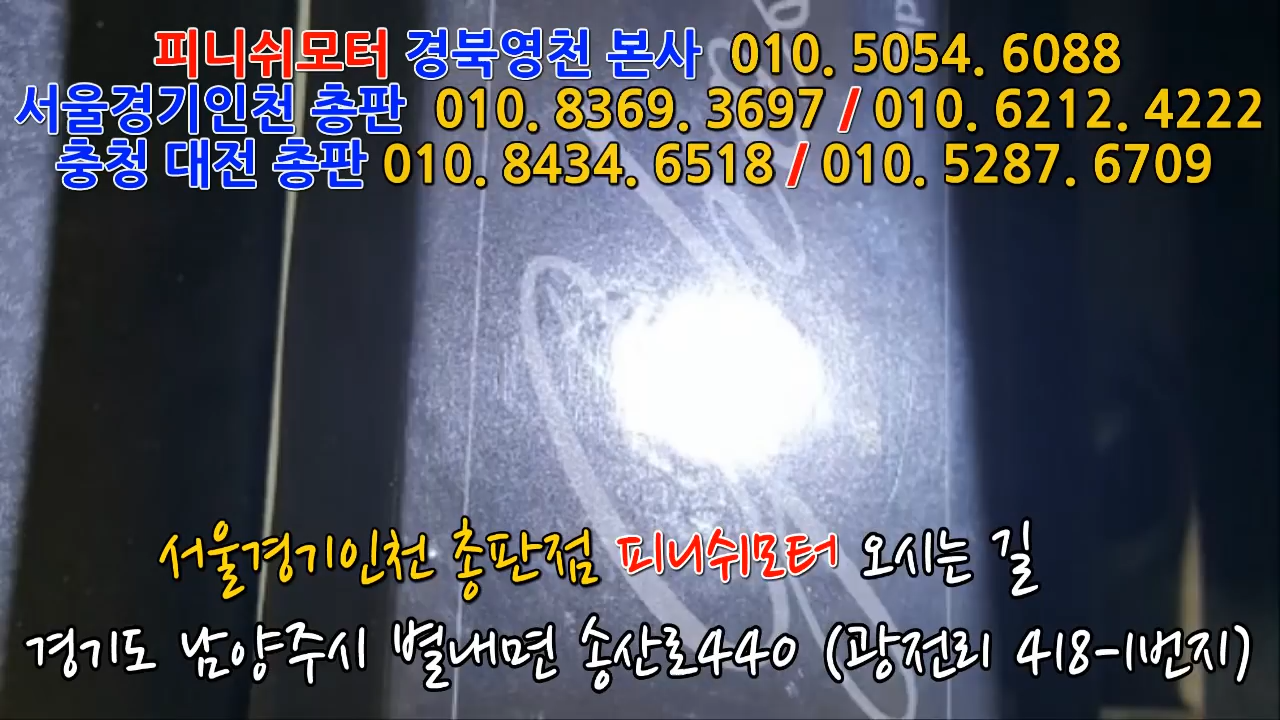 피니쉬모터 경북영천 본사 010. 5054. 6088
서울경기인천 총판 010. 8369. 3697 / 010. 6212. 4222
충청 대전 총판 010. 8434. 6518 / 010. 5287. 6709
서울경기인천 총판점 피니쉬모터 오시는 길
경기도 남양주시 별내면 송산로440 (광전리 418-1번지)